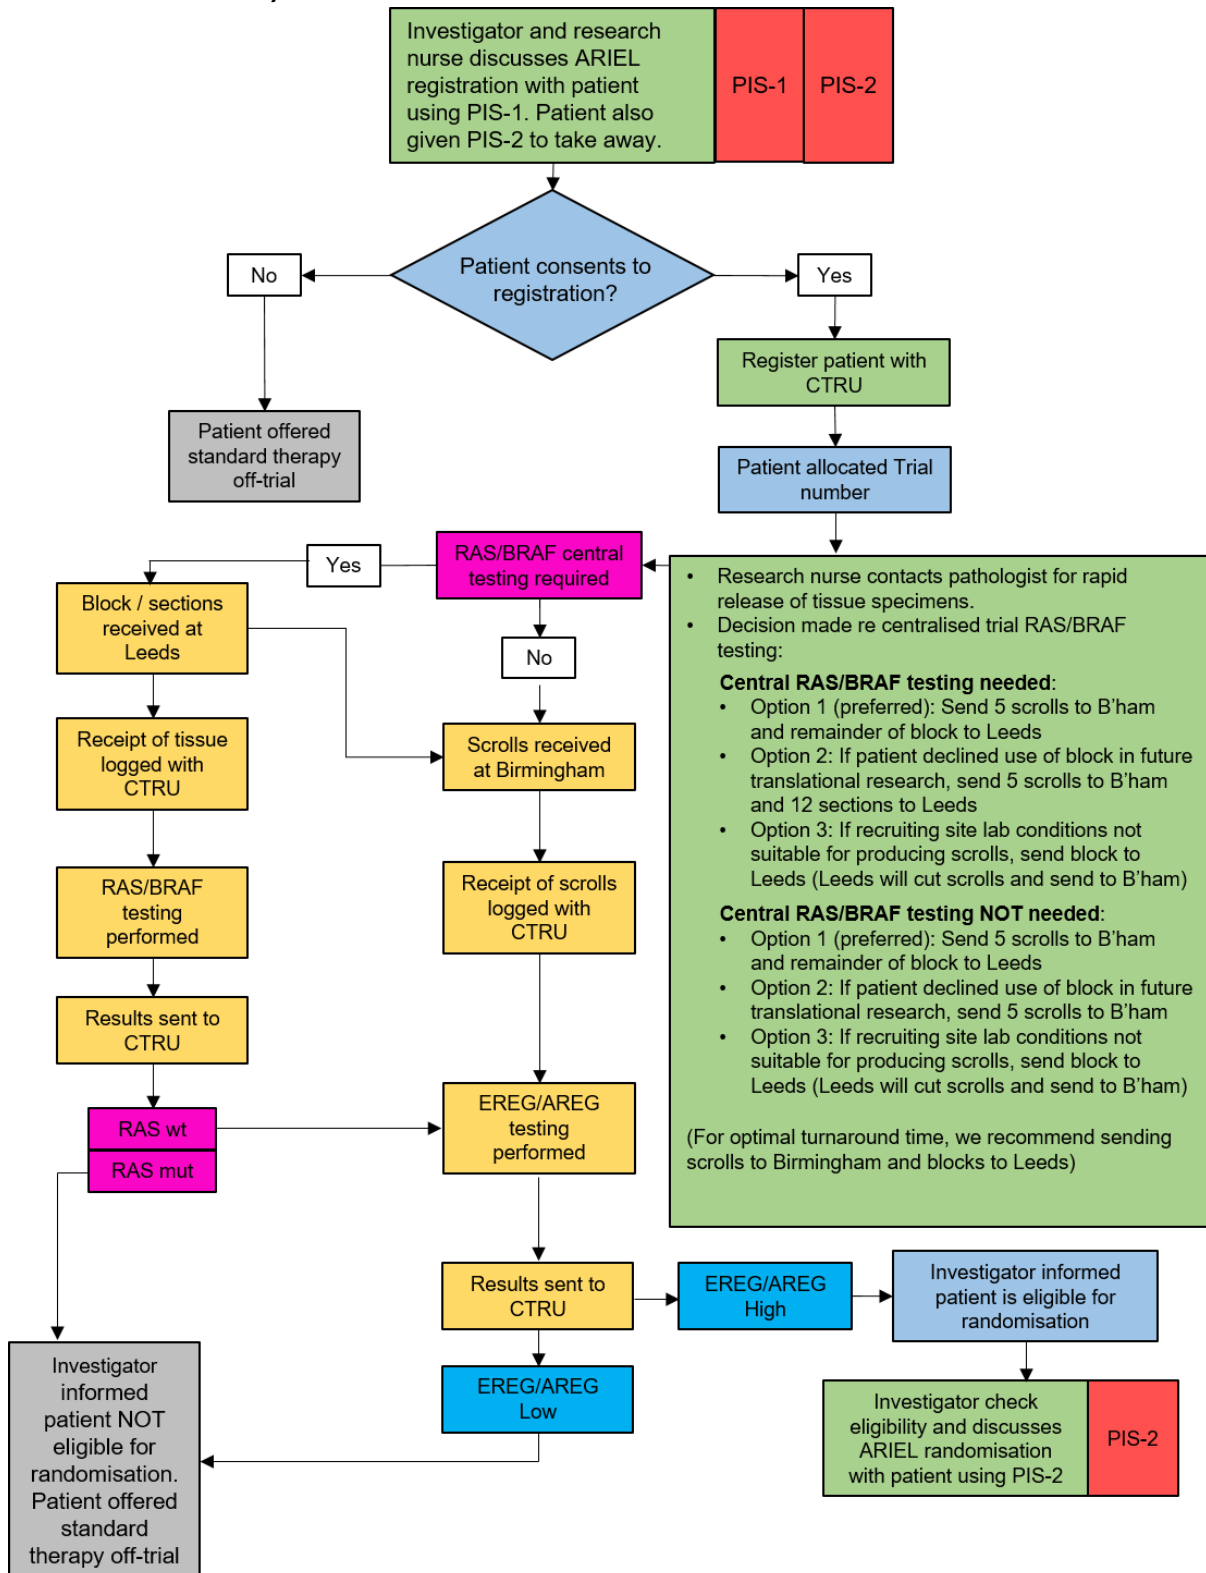 Investigator and research
nurse discusses ARIEL
registration with patient
using PIS-1. Patient also
given PIS-2 to take away.
PIS-1
PIS-2
Patient consents to
registration?
No
Yes
Register patient with
CTRU
Patient offered
standard therapy
off-trial
Patient allocated Trial
number
RAS/BRAF central
testing required
Yes
No
Block / sections
received at
Leeds
Receipt of tissue
logged with
CTRU
RAS/BRAF
testing
performed
Results sent to
CTRU
RAS wt
RAS mut
Scrolls received
at Birmingham
Receipt of scrolls
logged with
CTRU
EREG/AREG
testing
performed
Results sent to
CTRU
EREG/AREG
Low
EREG/AREG
High
• Research nurse contacts pathologist for rapid
release of tissue specimens.
• Decision made re centralised trial RAS/BRAF
testing:
Central RAS/BRAF testing needed:
• Option 1 (preferred): Send 5 scrolls to B’ham
and remainder of block to Leeds
• Option 2: If patient declined use of block in future
translational research, send 5 scrolls to B’ham
and 12 sections to Leeds
• Option 3: If recruiting site lab conditions not
suitable for producing scrolls, send block to
Leeds (Leeds will cut scrolls and send to B’ham)
Central RAS/BRAF testing NOT needed:
• Option 1 (preferred): Send 5 scrolls to B’ham
and remainder of block to Leeds
• Option 2: If patient declined use of block in future
translational research, send 5 scrolls to B’ham
• Option 3: If recruiting site lab conditions not
suitable for producing scrolls, send block to
Leeds (Leeds will cut scrolls and send to B’ham)
(For optimal turnaround time, we recommend sending
scrolls to Birmingham and blocks to Leeds)
Investigator informed
patient is eligible for
randomisation
Investigator check
eligibility and discusses
ARIEL randomisation
with patient using PIS-2
PIS-2
Investigator
informed
patient NOT
eligible for
randomisation.
Patient offered
standard
therapy off-trial